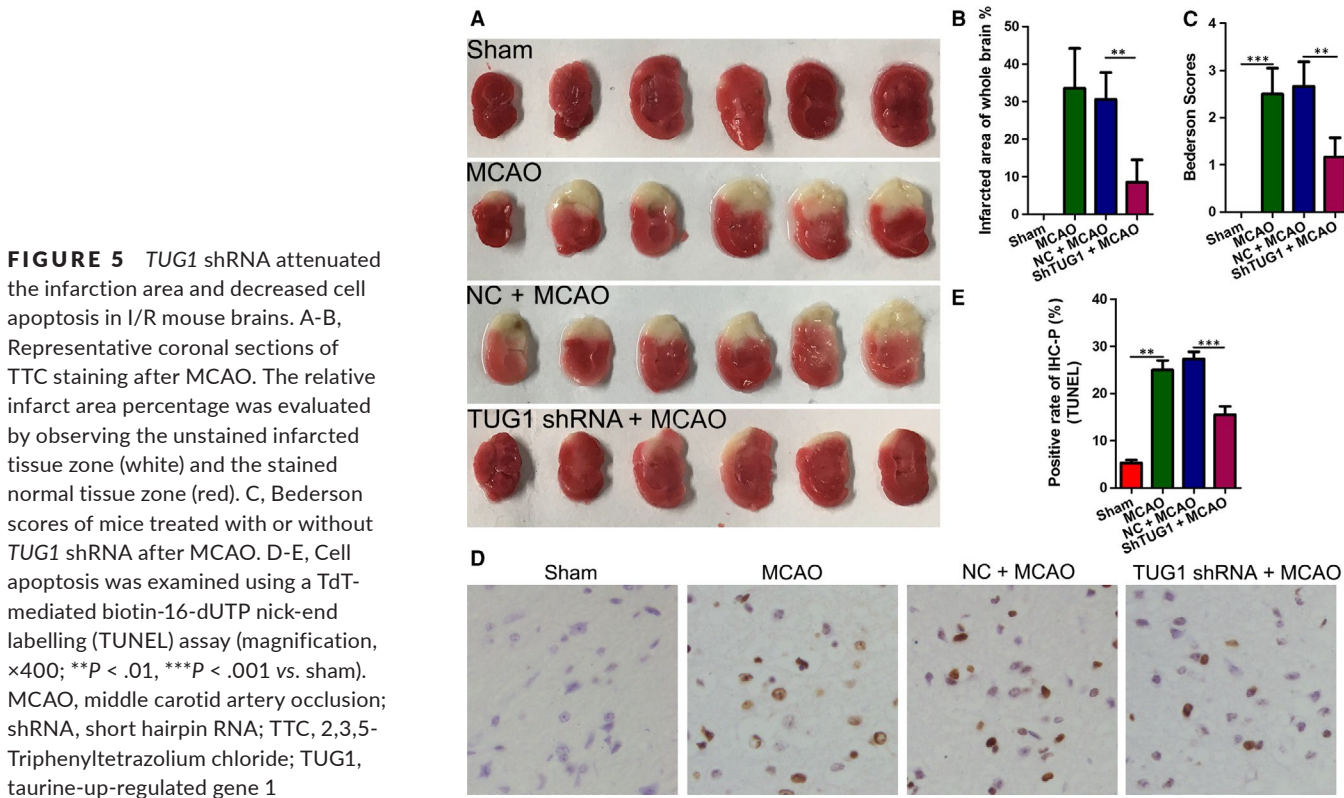 FIGURE 5 TUG1 shRNA attenuated
the infarction area and decreased cell
apoptosis in I/R mouse brains. A-B,
Representative coronal sections of
TTC staining after MCAO. The relative
infarct area percentage was evaluated
by observing the unstained infarcted
tissue zone (white) and the stained
normal tissue zone (red). C, Bederson
scores of mice treated with or without
TUG1 shRNA after MCAO. D-E, Cell
apoptosis was examined using a TdT-
mediated biotin-16-dUTP nick-end
labelling (TUNEL) assay (magnification,
×400; **P < .01, ***P < .001 vs. sham).
MCAO, middle carotid artery occlusion;
shRNA, short hairpin RNA; TTC, 2,3,5-
Triphenyltetrazolium chloride; TUG1,
taurine-up-regulated gene 1
A
Sham
MCAO
NC + MCAO
TUG1 shRNA + MCAO
B
Infarcted area of whole brain %
50
40
30
20
10
0
**
Sham
MCAO
NC + MCAO
ShTUG1 + MCAO
C
Bederson Scores
4
3
2
1
0
***
**
Sham
MCAO
NC + MCAO
ShTUG1 + MCAO
E
Positive rate of IHC-P (%)
(TUNEL)
40
30
20
10
0
**
***
Sham
MCAO
NC + MCAO
ShTUG1 + MCAO
D
Sham
MCAO
NC + MCAO
TUG1 shRNA + MCAO